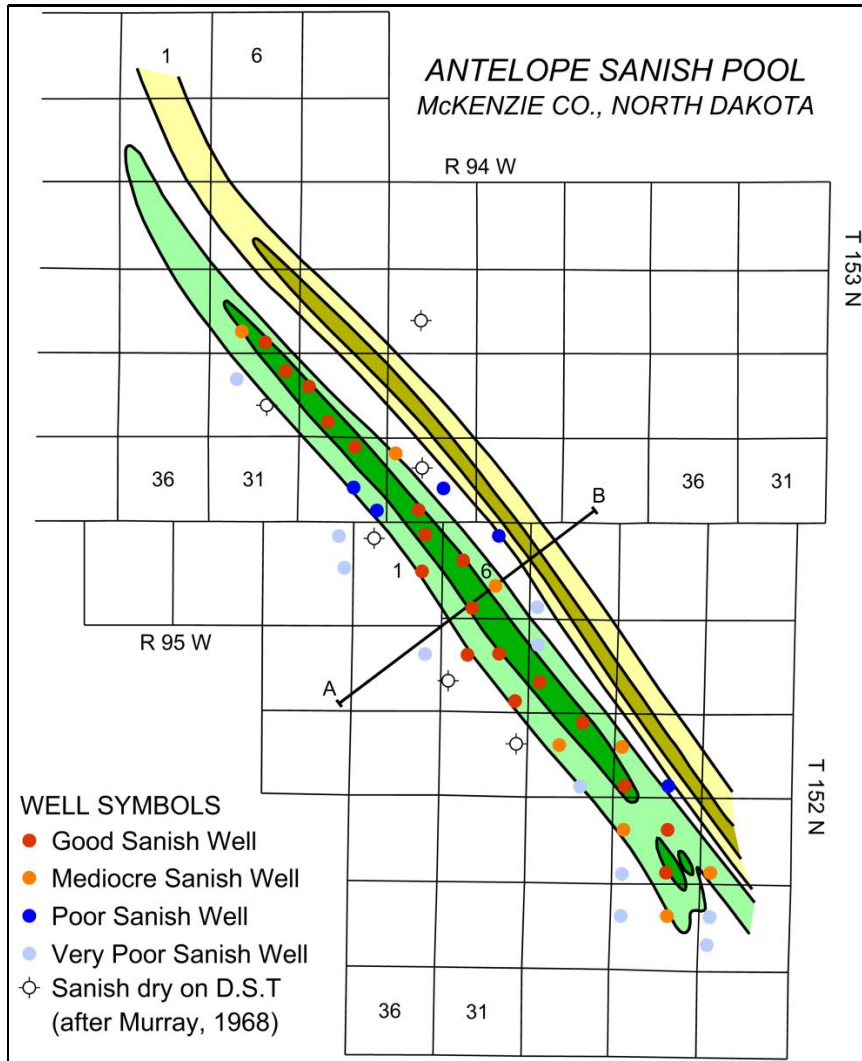 ANTELOPE SANISH POOL
McKENZIE CO., NORTH DAKOTA
1
6
R 94 W
T 153 N
36
31
36
31
B
1
6
R 95 W
A
T 152 N
WELL SYMBOLS
Good Sanish Well
Mediocre Sanish Well
Poor Sanish Well
Very Poor Sanish Well
Sanish dry on D.S.T
(after Murray, 1968)
36
31